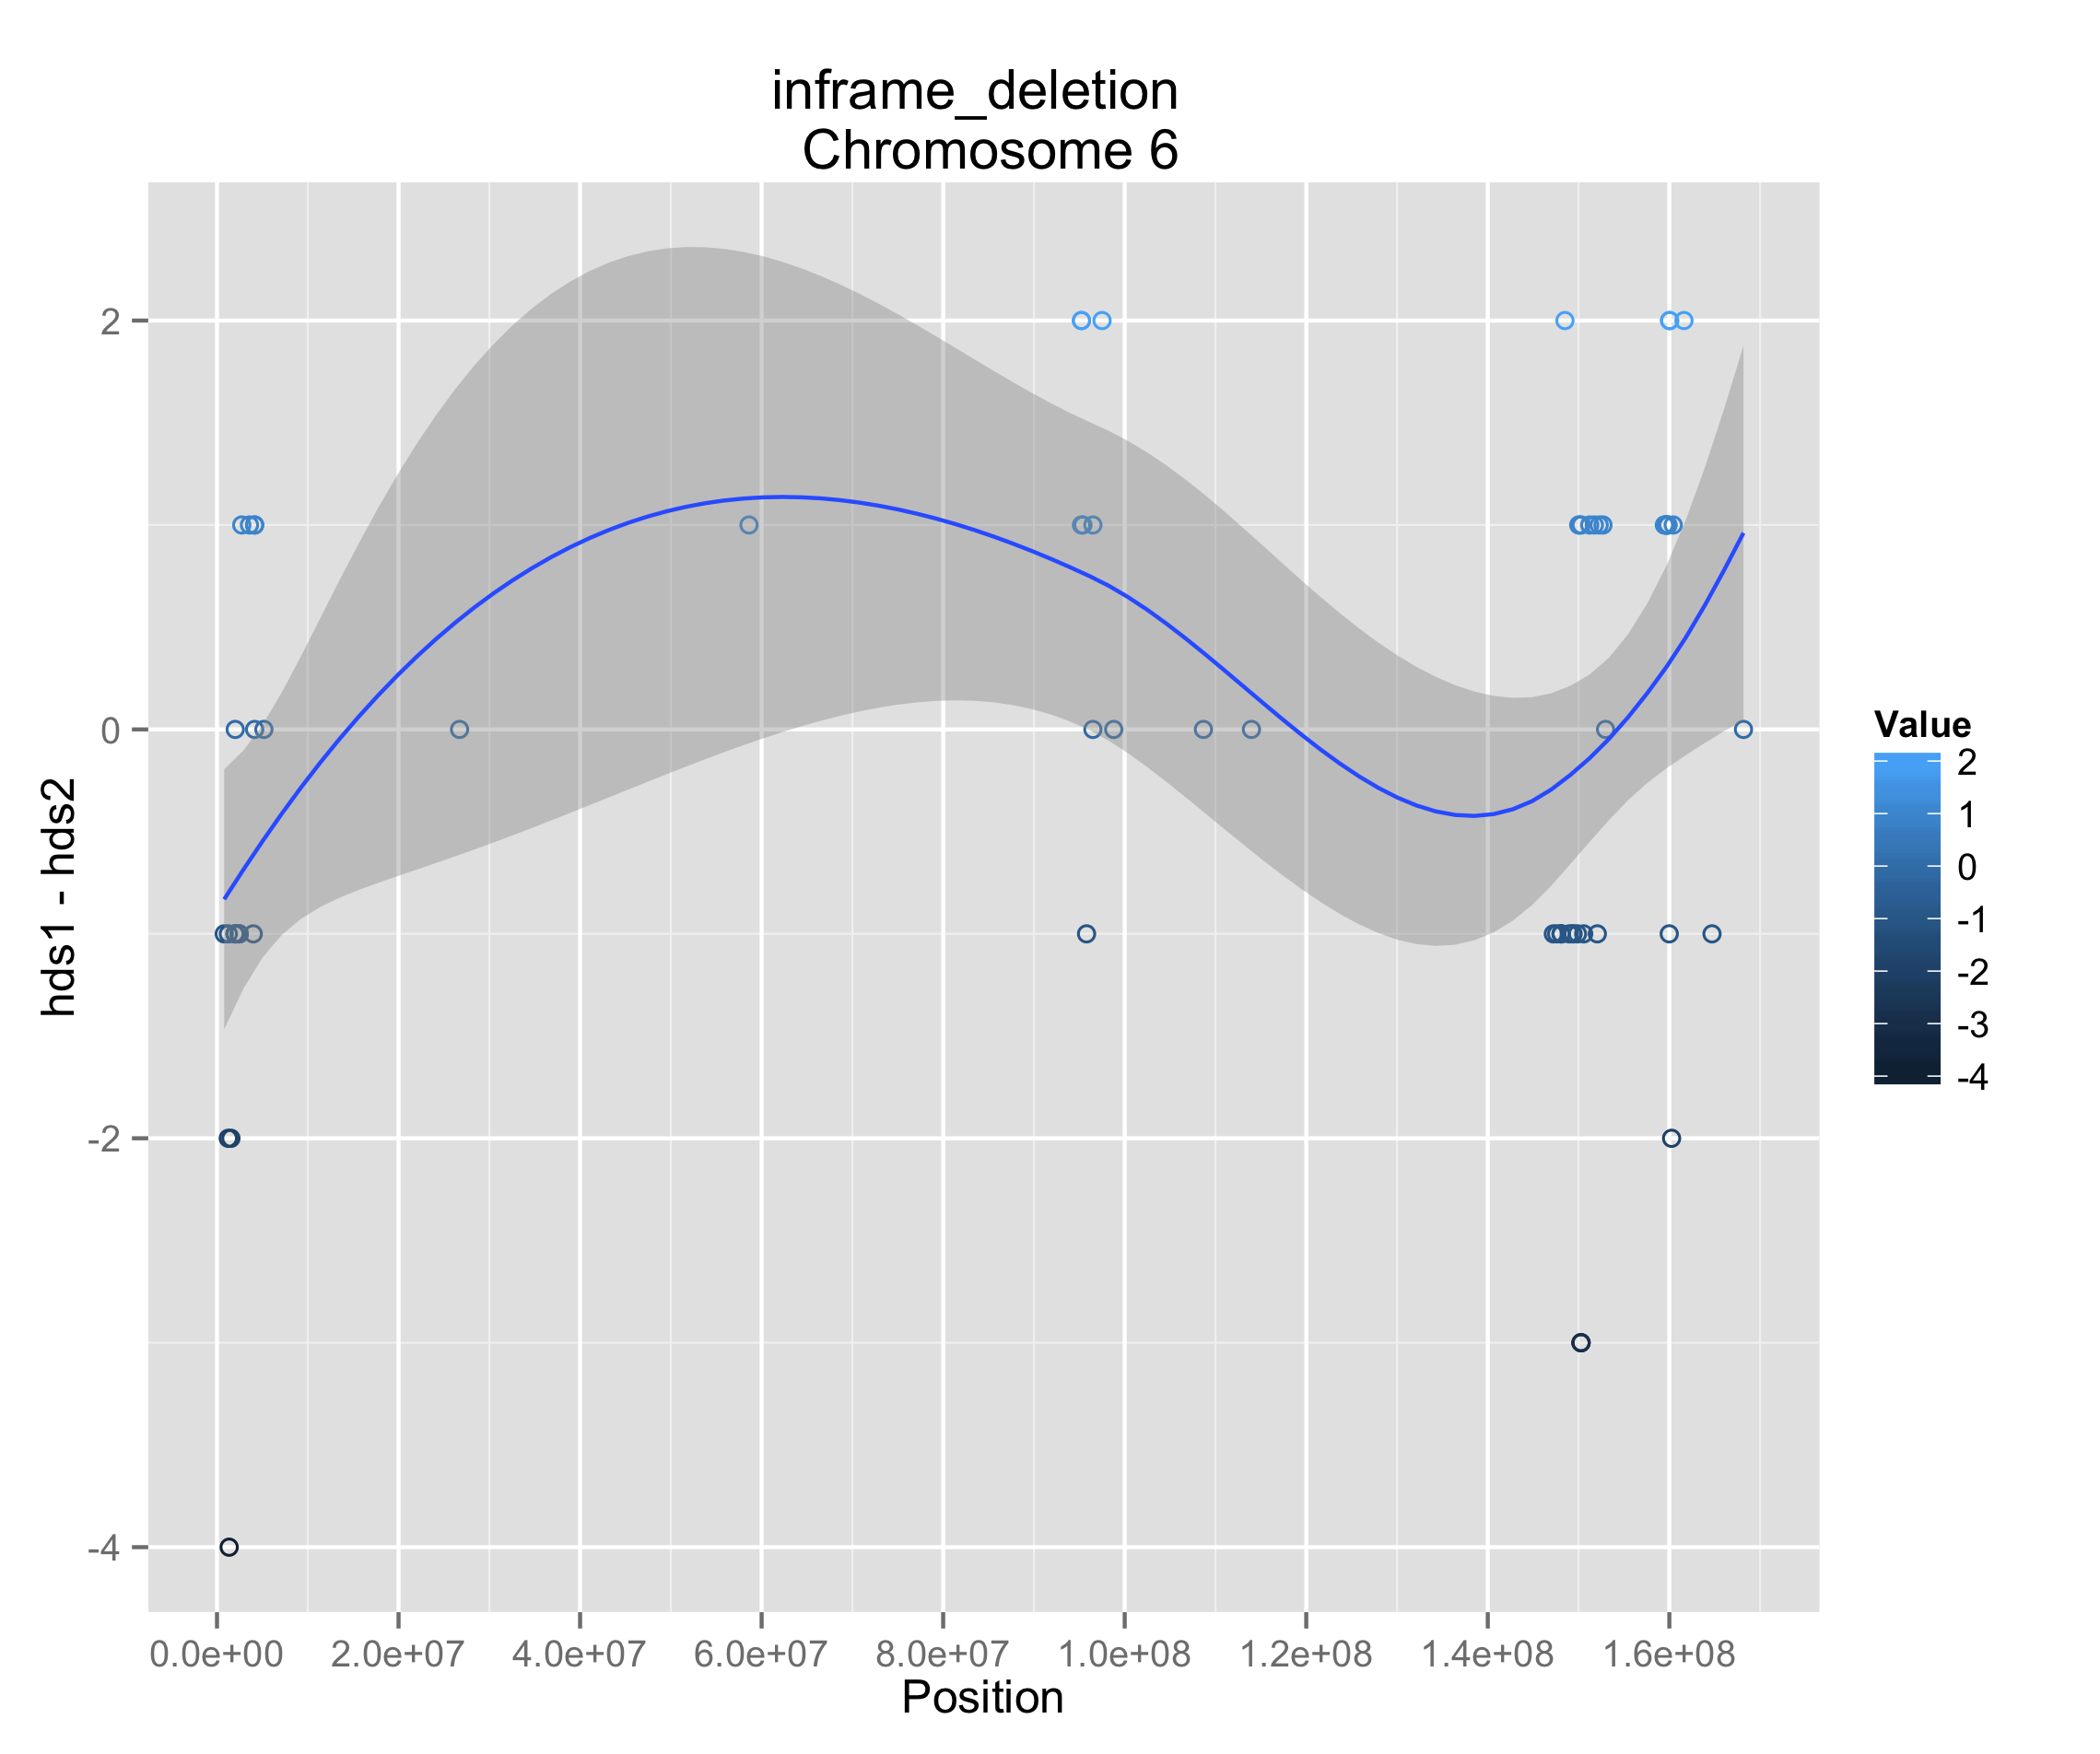 inframe_deletion
Chromosome 6
hds1 - hds2
2
0
-2
-4
0.0e+00 2.0e+07 4.0e+07 6.0e+07 8.0e+07 1.0e+08 1.2e+08 1.4e+08 1.6e+08
Position
Value
2
1
0
-1
-2
-3
-4